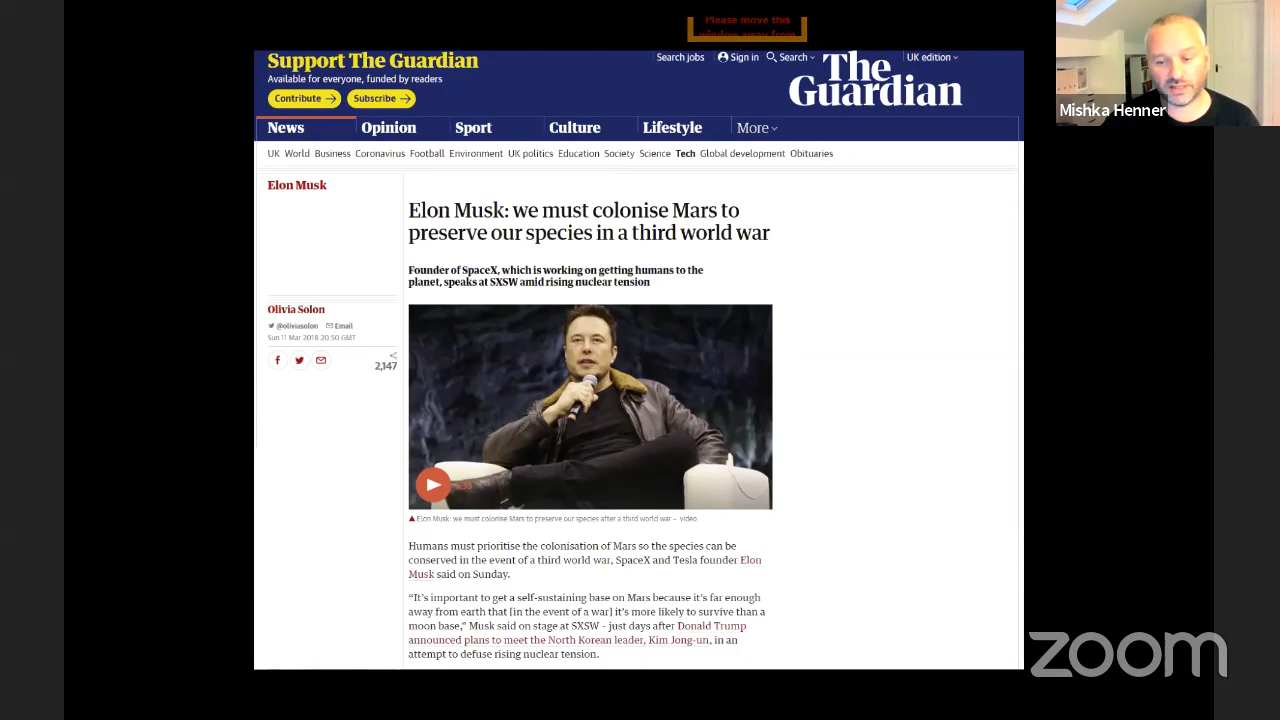 Please move this
window away from
Support The Guardian
Available for everyone, funded by readers
Contribute
Subscribe
Search jobs
Sign in
Search
UK edition
The
Guardian
News
Opinion
Sport
Culture
Lifestyle
More
UK World Business Coronavirus Football Environment UK politics Education Society Science Tech Global development Obituaries
Elon Musk
Elon Musk: we must colonise Mars to
preserve our species in a third world war
Founder of SpaceX, which is working on getting humans to the
planet, speaks at SXSW amid rising nuclear tension
Olivia Solon
@oliviasolon Email
Sun 11 Mar 2018 20.50 GMT
2,147
Elon Musk: we must colonise Mars to preserve our species after a third world war – video
Humans must prioritise the colonisation of Mars so the species can be
conserved in the event of a third world war, SpaceX and Tesla founder Elon
Musk said on Sunday.
“It’s important to get a self-sustaining base on Mars because it’s far enough
away from earth that [in the event of a war] it’s more likely to survive than a
moon base,” Musk said on stage at SXSW – just days after Donald Trump
announced plans to meet the North Korean leader, Kim Jong-un, in an
attempt to defuse rising nuclear tension.
Mishka Henner
zoom